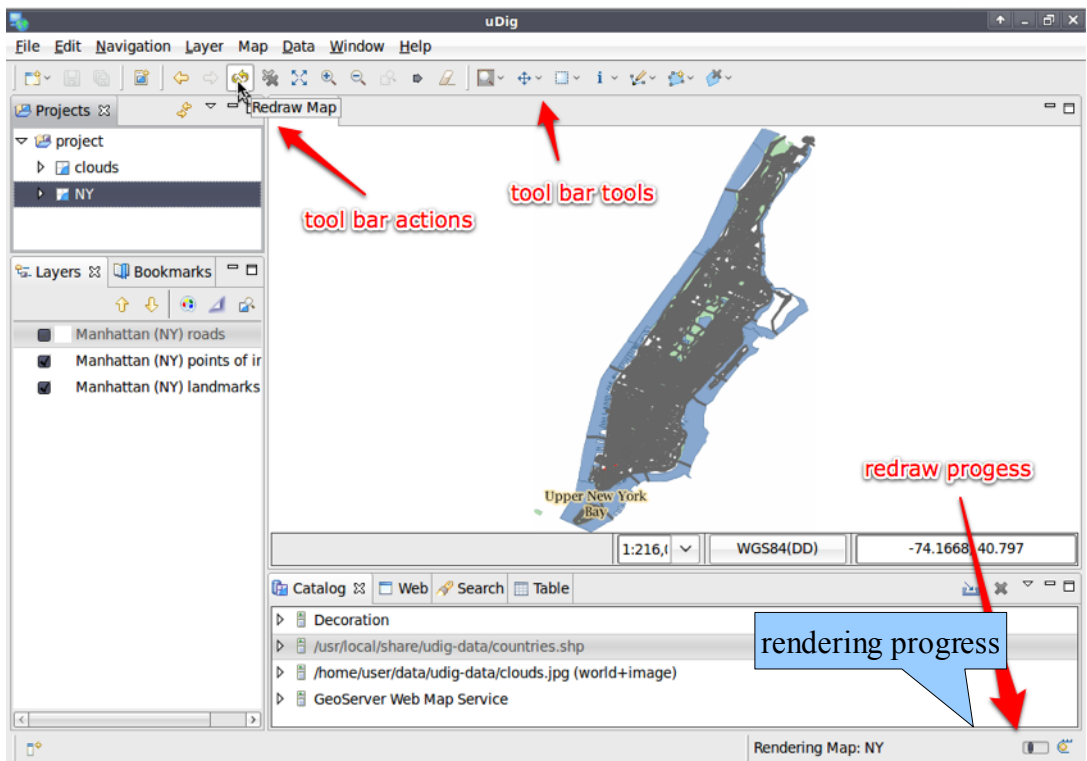 uDig
File Edit Navigation Layer Map Data Window Help
Projects
Redraw Map
project
clouds
NY
tool bar actions
tool bar tools
Layers
Bookmarks
Manhattan (NY) roads
Manhattan (NY) points of
Manhattan (NY) landmarks
Upper New York
Bay
redraw progess
1:216,
WGS84(DD)
-74.1668, 40.797
Catalog
Web
Search
Table
Decoration
/usr/local/share/udig-data/countries.shp
/home/user/data/udig-data/clouds.jpg (world+image)
GeoServer Web Map Service
rendering progress
Rendering Map: NY